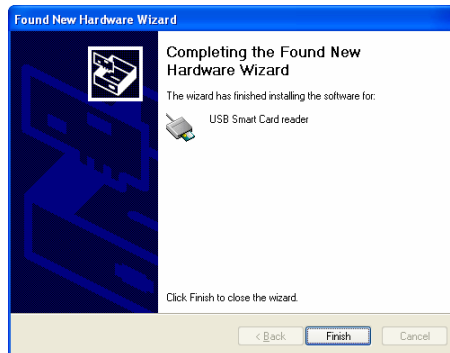 Found New Hardware Wizard
Completing the Found New
Hardware Wizard
The wizard has finished installing the software for:
USB Smart Card reader
Click Finish to close the wizard.
< Back Finish Cancel